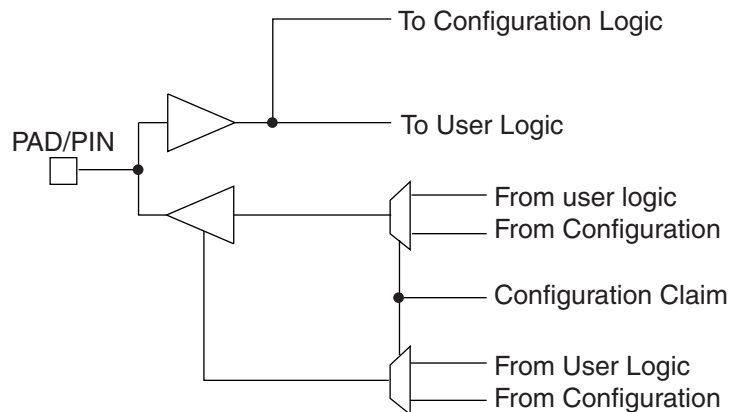 To Configuration Logic
To User Logic
PAD/PIN
From user logic
From Configuration
Configuration Claim
From User Logic
From Configuration